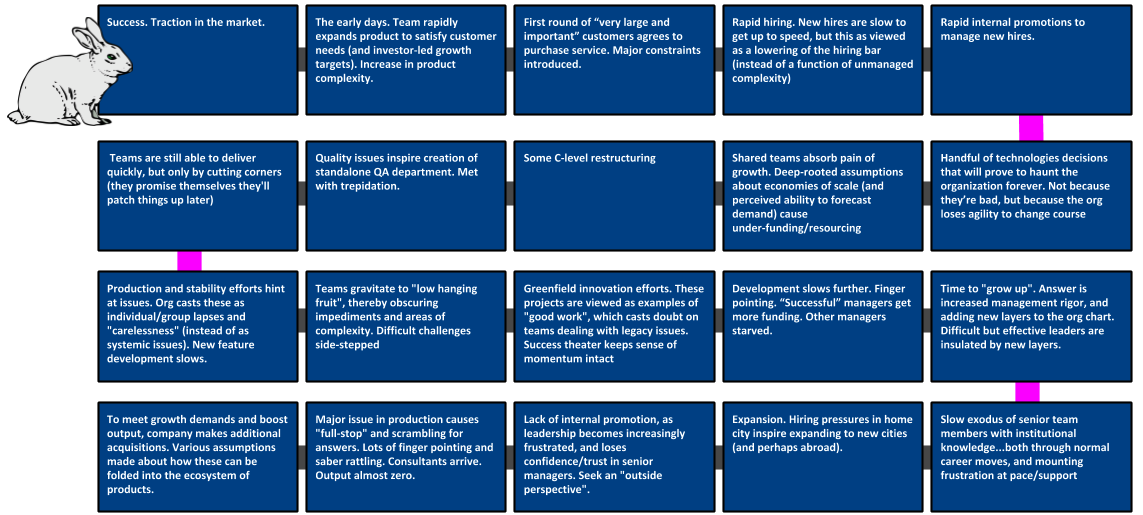 Success. Traction in the market.
The early days. Team rapidly
expands product to satisfy customer
needs (and investor-led growth
targets). Increase in product
complexity.
First round of “very large and
important” customers agrees to
purchase service. Major constraints
introduced.
Rapid hiring. New hires are slow to
get up to speed, but this as viewed
as a lowering of the hiring bar
(instead of a function of unmanaged
complexity)
Rapid internal promotions to
manage new hires.
Teams are still able to deliver
quickly, but only by cutting corners
(they promise themselves they'll
patch things up later)
Quality issues inspire creation of
standalone QA department. Met
with trepidation.
Some C-level restructuring
Shared teams absorb pain of
growth. Deep-rooted assumptions
about economies of scale (and
perceived ability to forecast
demand) cause
under-funding/resourcing
Handful of technologies decisions
that will prove to haunt the
organization forever. Not because
they’re bad, but because the org
loses agility to change course
Production and stability efforts hint
at issues. Org casts these as
individual/group lapses and
"carelessness" (instead of as
systemic issues). New feature
development slows.
Teams gravitate to "low hanging
fruit", thereby obscuring
impediments and areas of
complexity. Difficult challenges
side-stepped
Greenfield innovation efforts. These
projects are viewed as examples of
"good work", which casts doubt on
teams dealing with legacy issues.
Success theater keeps sense of
momentum intact
Development slows further. Finger
pointing. “Successful” managers get
more funding. Other managers
starved.
Time to "grow up". Answer is
increased management rigor, and
adding new layers to the org chart.
Difficult but effective leaders are
insulated by new layers.
To meet growth demands and boost
output, company makes additional
acquisitions. Various assumptions
made about how these can be
folded into the ecosystem of
products.
Major issue in production causes
"full-stop" and scrambling for
answers. Lots of finger pointing and
saber rattling. Consultants arrive.
Output almost zero.
Lack of internal promotion, as
leadership becomes increasingly
frustrated, and loses
confidence/trust in senior
managers. Seek an "outside
perspective".
Expansion. Hiring pressures in home
city inspire expanding to new cities
(and perhaps abroad).
Slow exodus of senior team
members with institutional
knowledge...both through normal
career moves, and mounting
frustration at pace/support